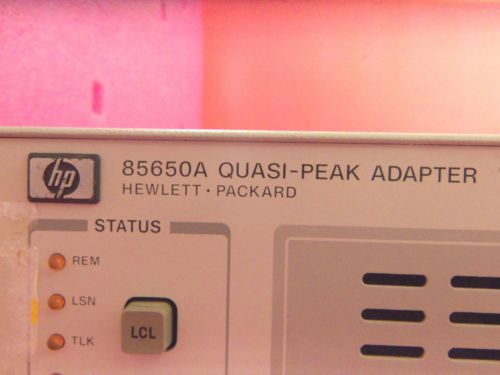 hp
85650A QUASI-PEAK ADAPTER
HEWLETT · PACKARD
STATUS
REM
LSN
LCL
TLK